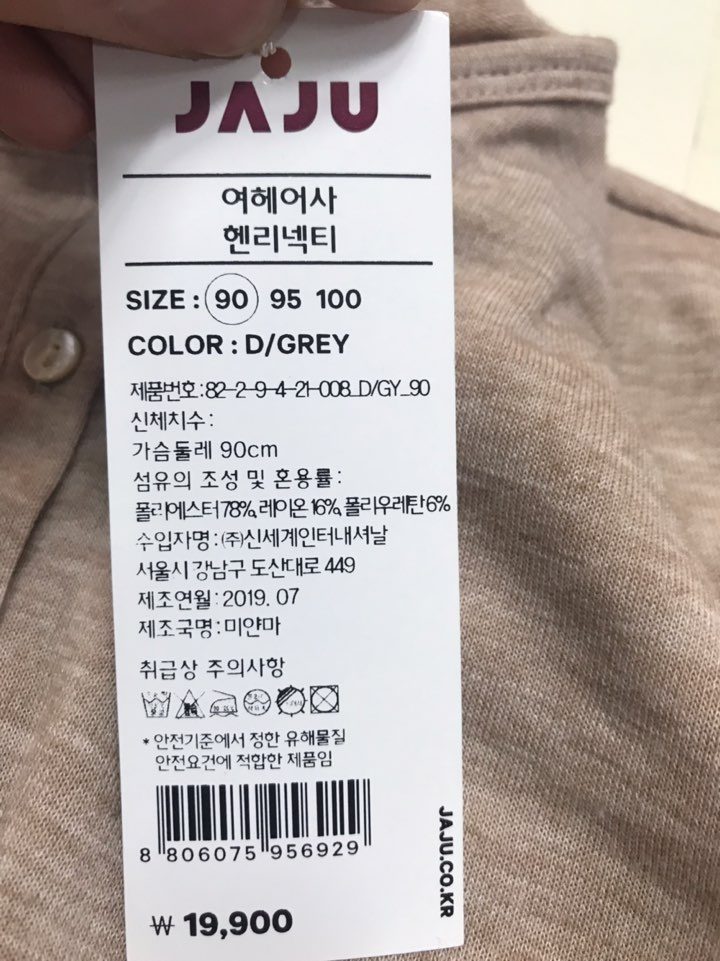 JAJU
여헤어사
헨리넥티
SIZE : 90 95 100
COLOR : D/GREY
제품번호:82-2-9-4-21-008_D/GY_90
신체치수:
가슴둘레 90cm
섬유의 조성 및 혼용률:
폴리에스터78%,레이온16%,폴리우레탄6%
수입자명:㈜신세계인터내셔날
서울시 강남구 도산대로 449
제조연월:2019. 07
제조국명:미얀마
취급상 주의사항
* 안전기준에서 정한 유해물질
안전요건에 적합한 제품임
8 806075 956929
JAJU.CO.KR
₩ 19,900